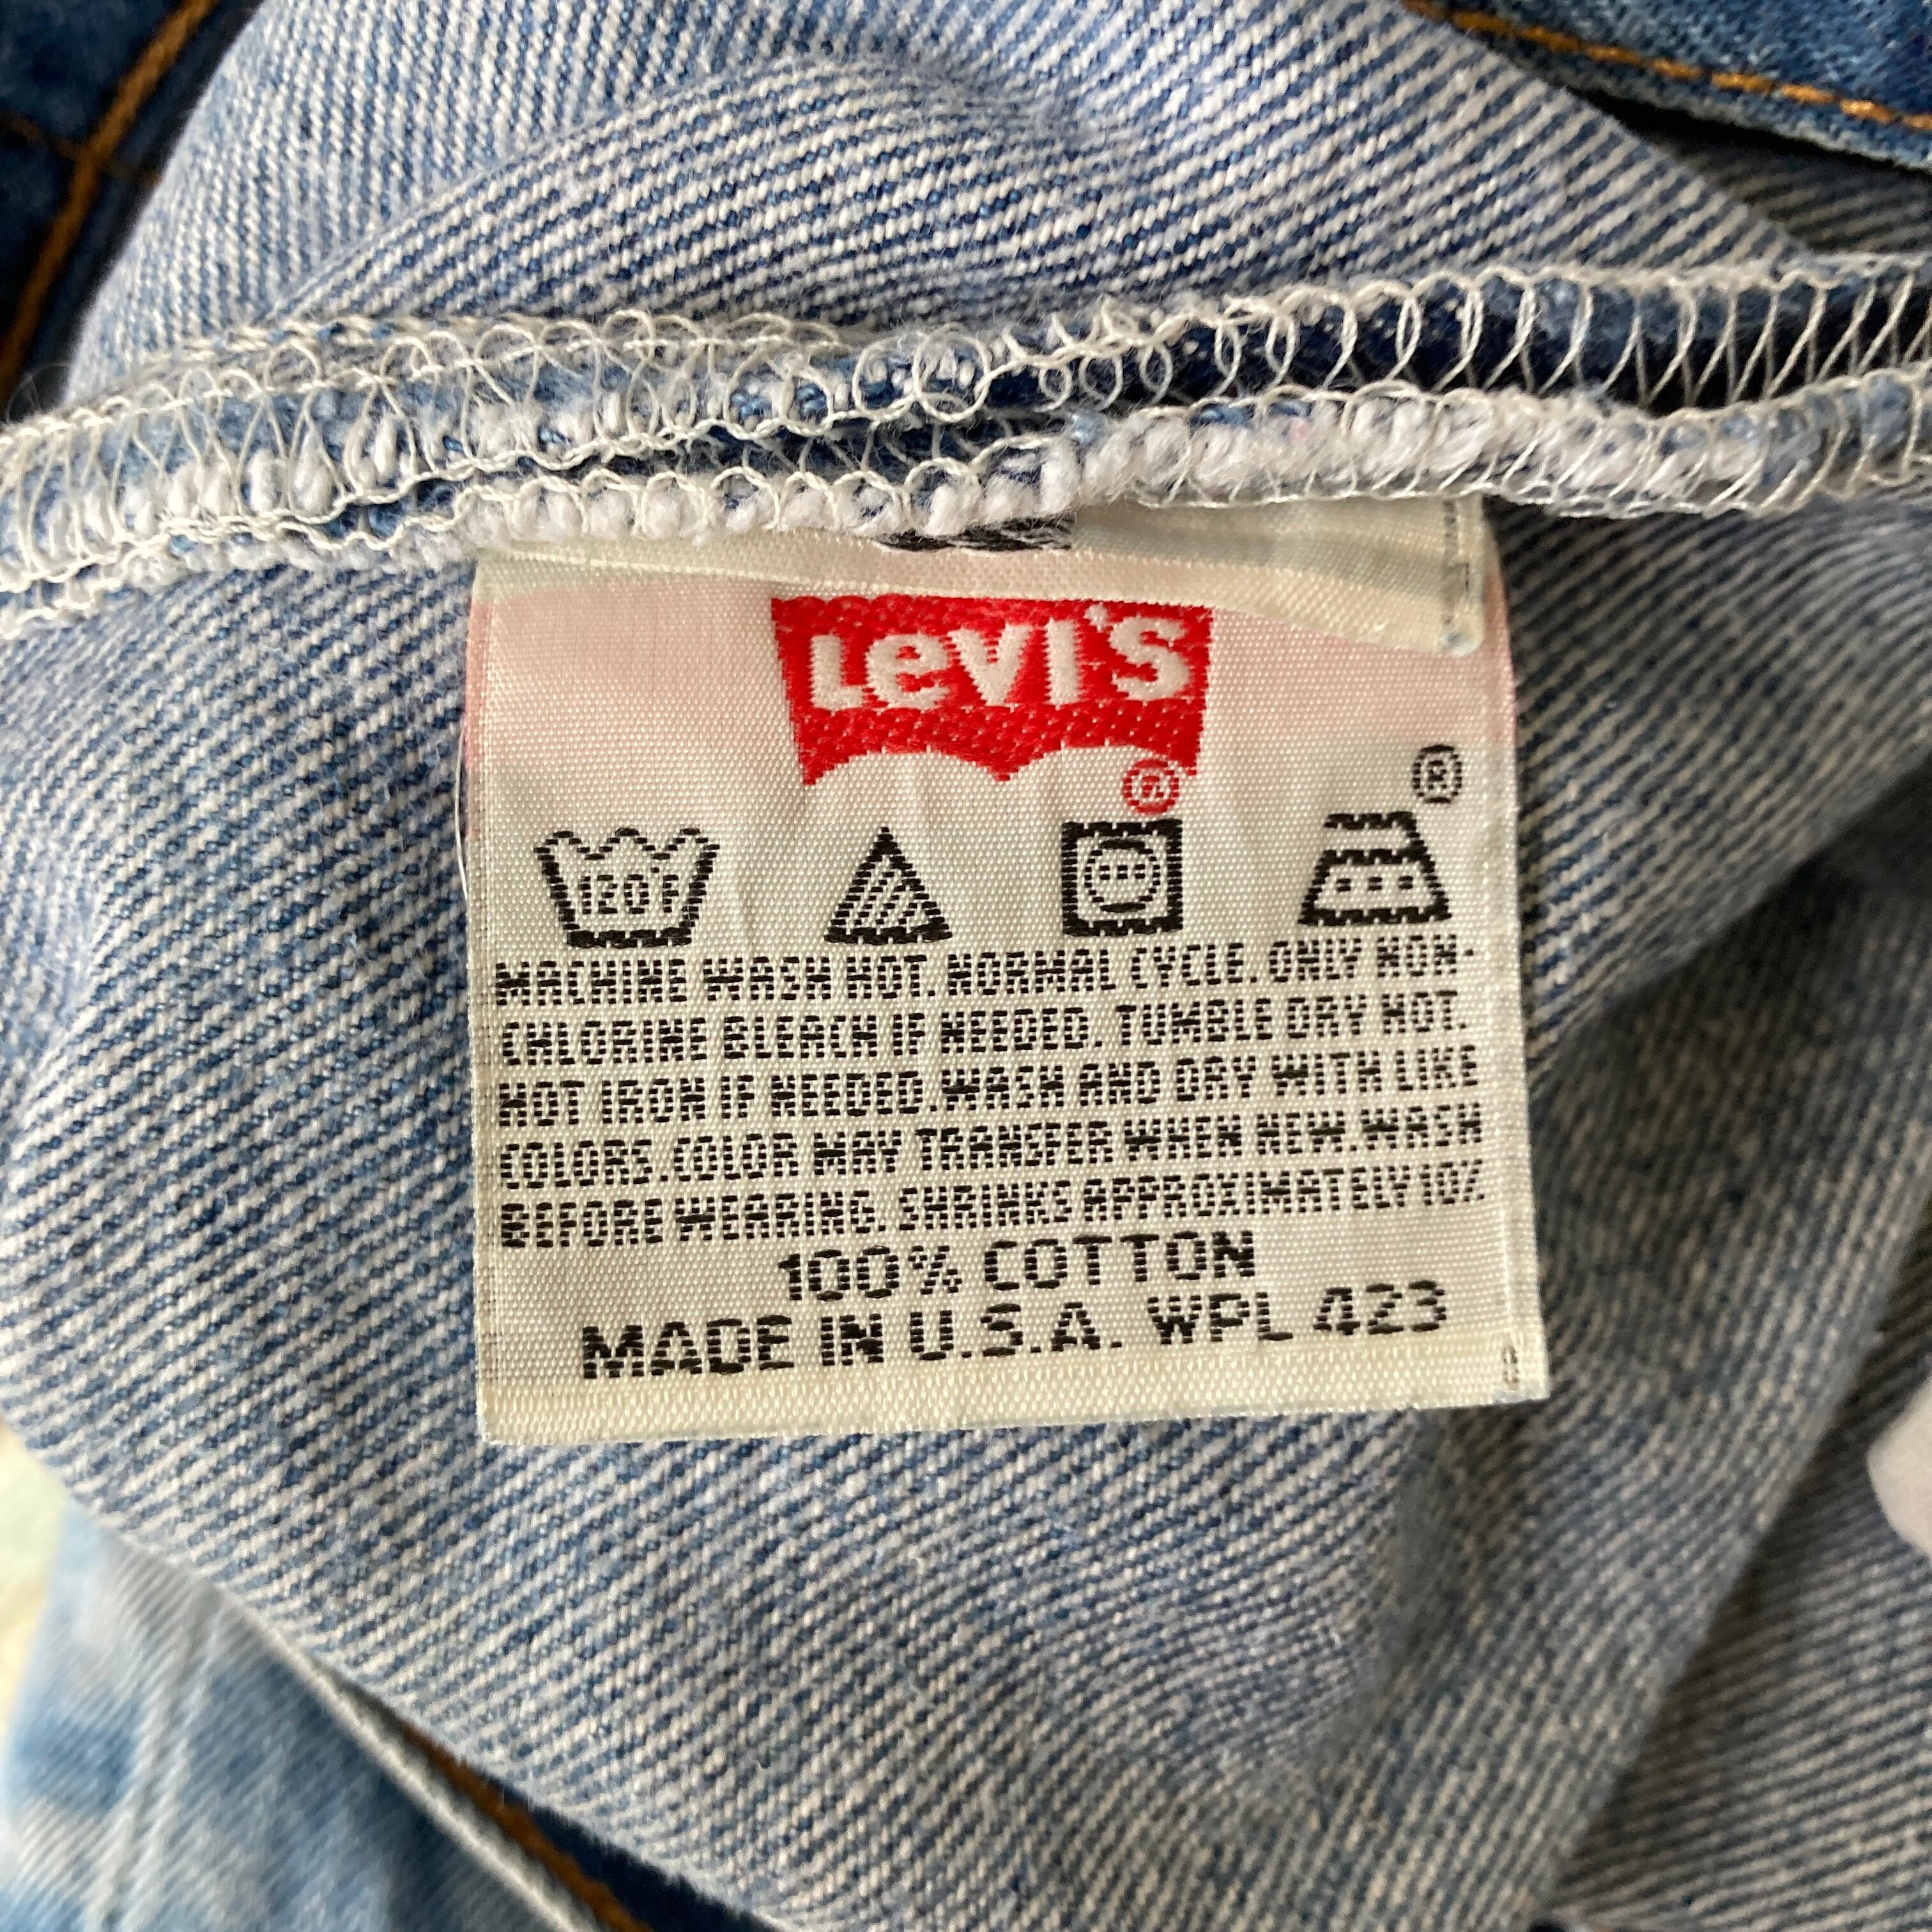 LEVI'S
®
®
120°F
MACHINE WASH HOT. NORMAL CYCLE. ONLY NON-
CHLORINE BLEACH IF NEEDED. TUMBLE DRY HOT.
HOT IRON IF NEEDED. WASH AND DRY WITH LIKE
COLORS. COLOR MAY TRANSFER WHEN NEW. WASH
BEFORE WEARING. SHRINKS APPROXIMATELY 10%
100% COTTON
MADE IN U.S.A. WPL 423